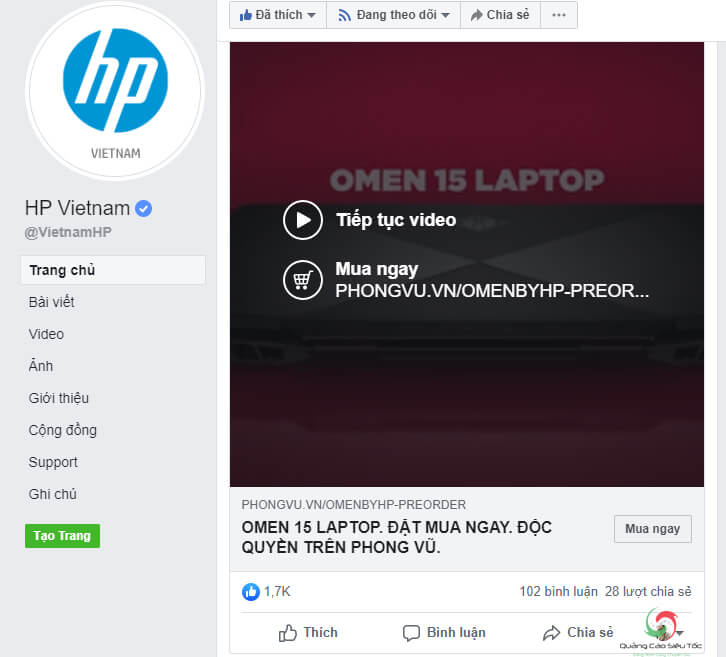 Đã thích
Đang theo dõi
Chia sẻ
hp
VIETNAM
HP Vietnam
@VietnamHP
Trang chủ
Bài viết
Video
Ảnh
Giới thiệu
Cộng đồng
Support
Ghi chú
Tạo Trang
OMEN 15 LAPTOP
Tiếp tục video
Mua ngay
PHONGVU.VN/OMENBYHP-PREOR...
PHONGVU.VN/OMENBYHP-PREORDER
OMEN 15 LAPTOP. ĐẶT MUA NGAY. ĐỘC
QUYỀN TRÊN PHONG VŨ.
Mua ngay
1,7K
102 bình luận 28 lượt chia sẻ
Thích
Bình luận
Chia sẻ
Quảng Cáo Siêu Tốc